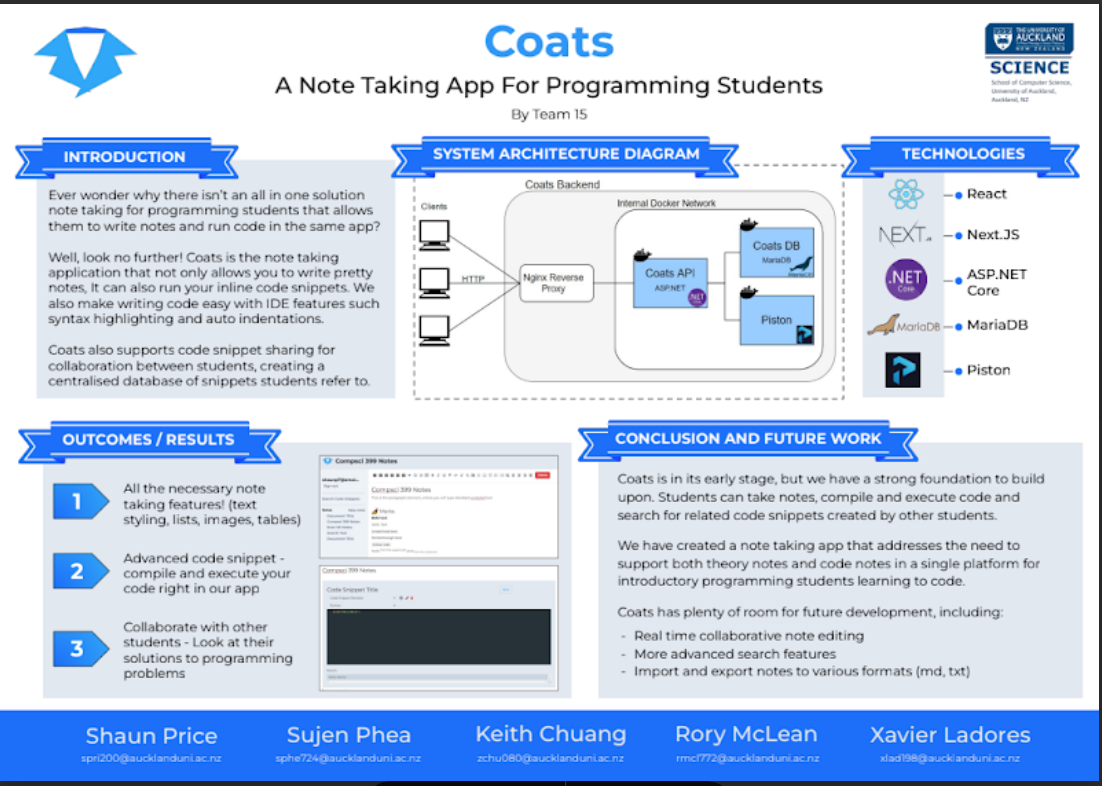 Coats
A Note Taking App For Programming Students
By Team 15
THE UNIVERSITY OF
AUCKLAND
NEW ZEALAND
SCIENCE
School of Computer Science,
University of Auckland,
Auckland, NZ
INTRODUCTION
Ever wonder why there isn't an all in one solution
note taking for programming students that allows
them to write notes and run code in the same app?
Well, look no further! Coats is the note taking
application that not only allows you to write pretty
notes, It can also run your inline code snippets. We
also make writing code easy with IDE features such
syntax highlighting and auto indentations.
Coats also supports code snippet sharing for
collaboration between students, creating a
centralised database of snippets students refer to.
SYSTEM ARCHITECTURE DIAGRAM
Coats Backend
Clients
Internal Docker Network
HTTP
Nginx Reverse
Proxy
Coats API
ASP.NET
.NET
Coats DB
MariaDB
MariaDB
Piston
TECHNOLOGIES
React
NEXT.JS
Next.JS
.NET
Core
ASP.NET
Core
MariaDB
MariaDB
Piston
OUTCOMES / RESULTS
1
All the necessary note
taking features! (text
styling, lists, images, tables)
2
Advanced code snippet -
compile and execute your
code right in our app
3
Collaborate with other
students - Look at their
solutions to programming
problems
Compsci 399 Notes
Compsci 399 Notes
Compsci 399 Notes
Code Snippet Title
CONCLUSION AND FUTURE WORK
Coats is in its early stage, but we have a strong foundation to build
upon. Students can take notes, compile and execute code and
search for related code snippets created by other students.
We have created a note taking app that addresses the need to
support both theory notes and code notes in a single platform for
introductory programming students learning to code.
Coats has plenty of room for future development, including:
- Real time collaborative note editing
- More advanced search features
- Import and export notes to various formats (md, txt)
Shaun Price
spri200@aucklanduni.ac.nz
Sujen Phea
sphe724@aucklanduni.ac.nz
Keith Chuang
zchu080@aucklanduni.ac.nz
Rory McLean
rmcl772@aucklanduni.ac.nz
Xavier Ladores
xlad198@aucklanduni.ac.nz